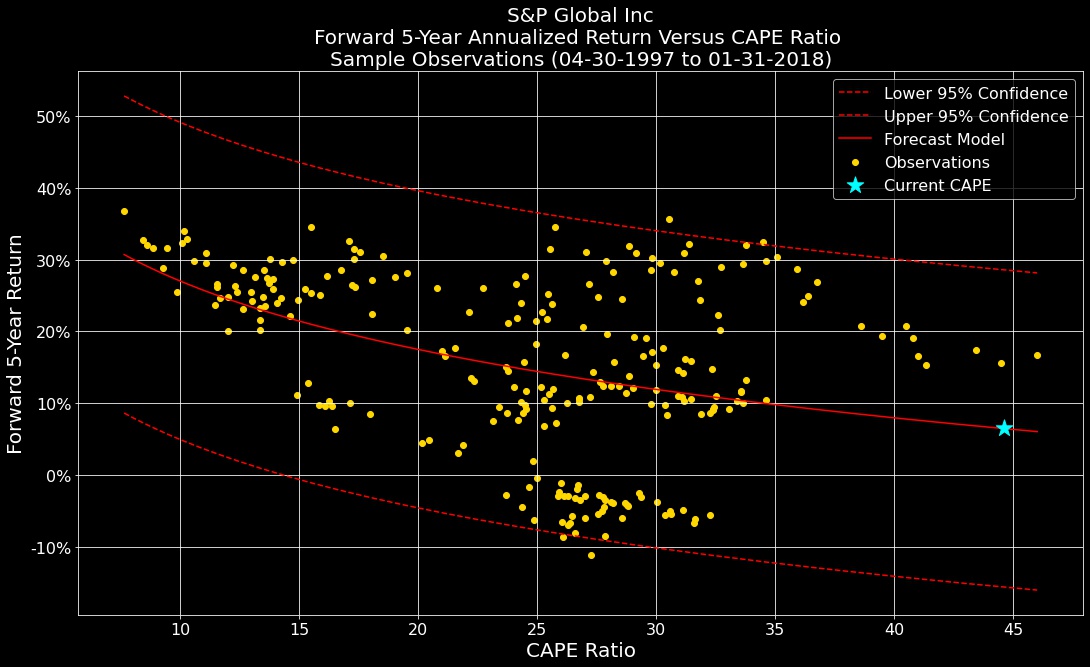 S&P Global Inc
Forward 5-Year Annualized Return Versus CAPE Ratio
Sample Observations (04-30-1997 to 01-31-2018)
Lower 95% Confidence
Upper 95% Confidence
Forecast Model
Observations
Current CAPE
Forward 5-Year Return
50%
40%
30%
20%
10%
0%
-10%
10 15 20 25 30 35 40 45
CAPE Ratio